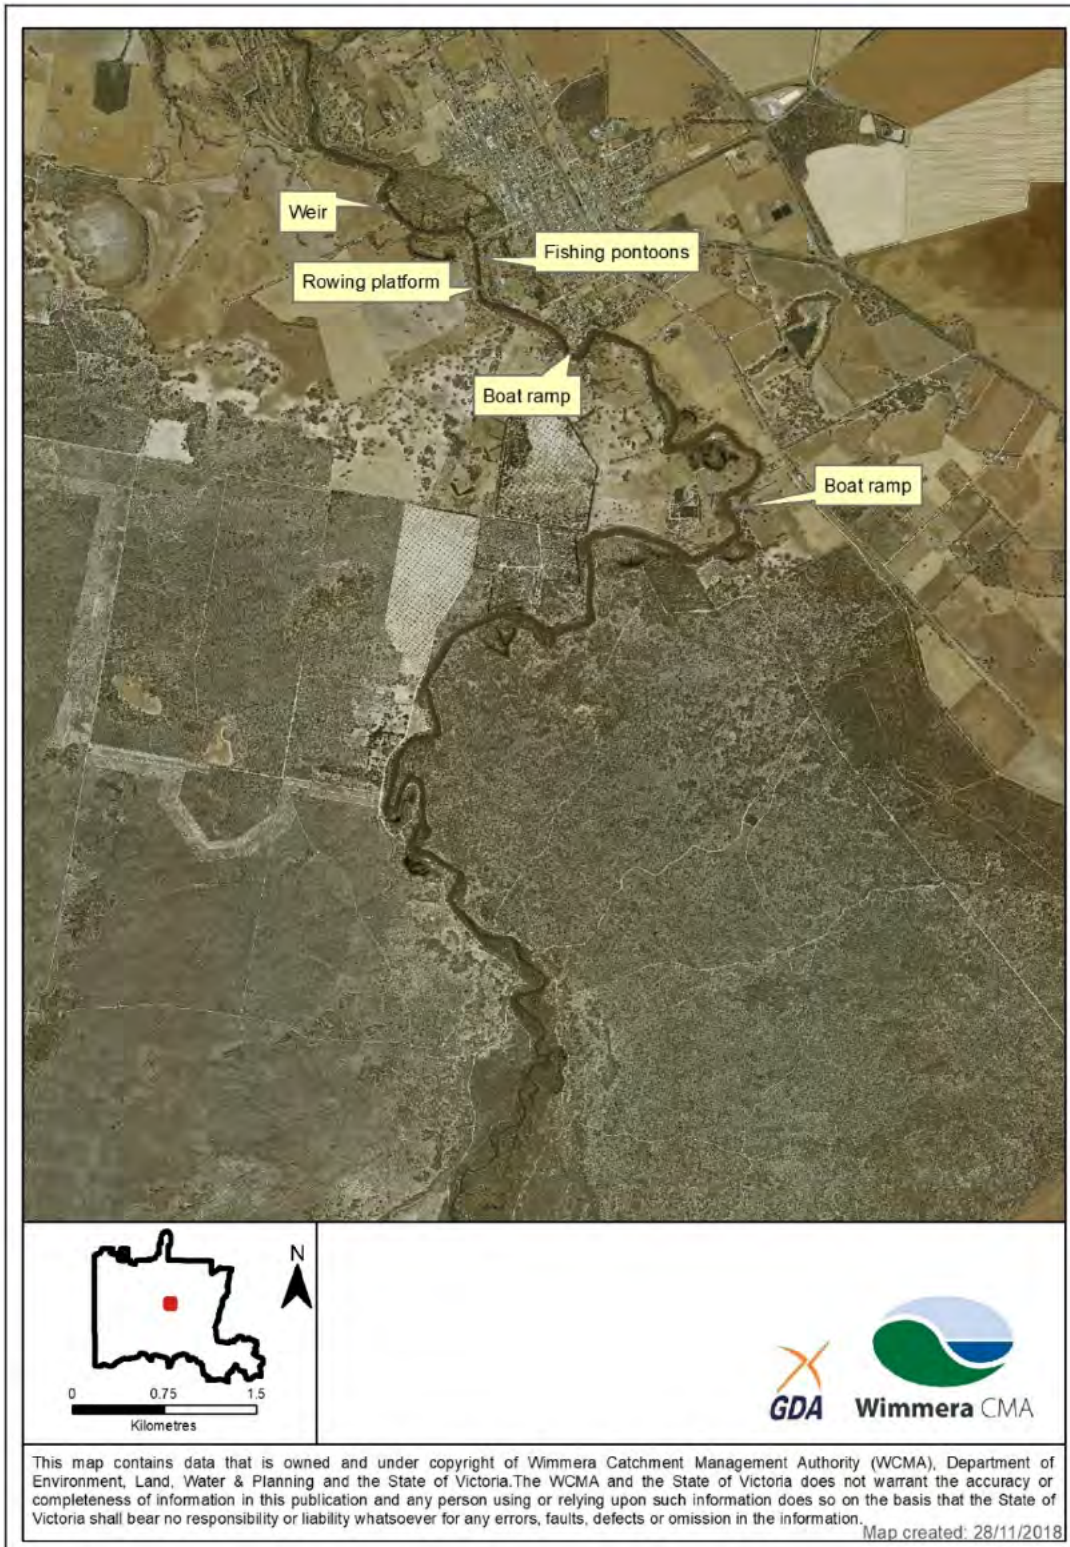 Weir
Fishing pontoons
Rowing platform
Boat ramp
Boat ramp
N
0 0.75 1.5
Kilometres
GDA
Wimmera CMA
This map contains data that is owned and under copyright of Wimmera Catchment Management Authority (WCMA), Department of
Environment, Land, Water & Planning and the State of Victoria.The WCMA and the State of Victoria does not warrant the accuracy or
completeness of information in this publication and any person using or relying upon such information does so on the basis that the State of
Victoria shall bear no responsibility or liability whatsoever for any errors, faults, defects or omission in the information.
Map created: 28/11/2018